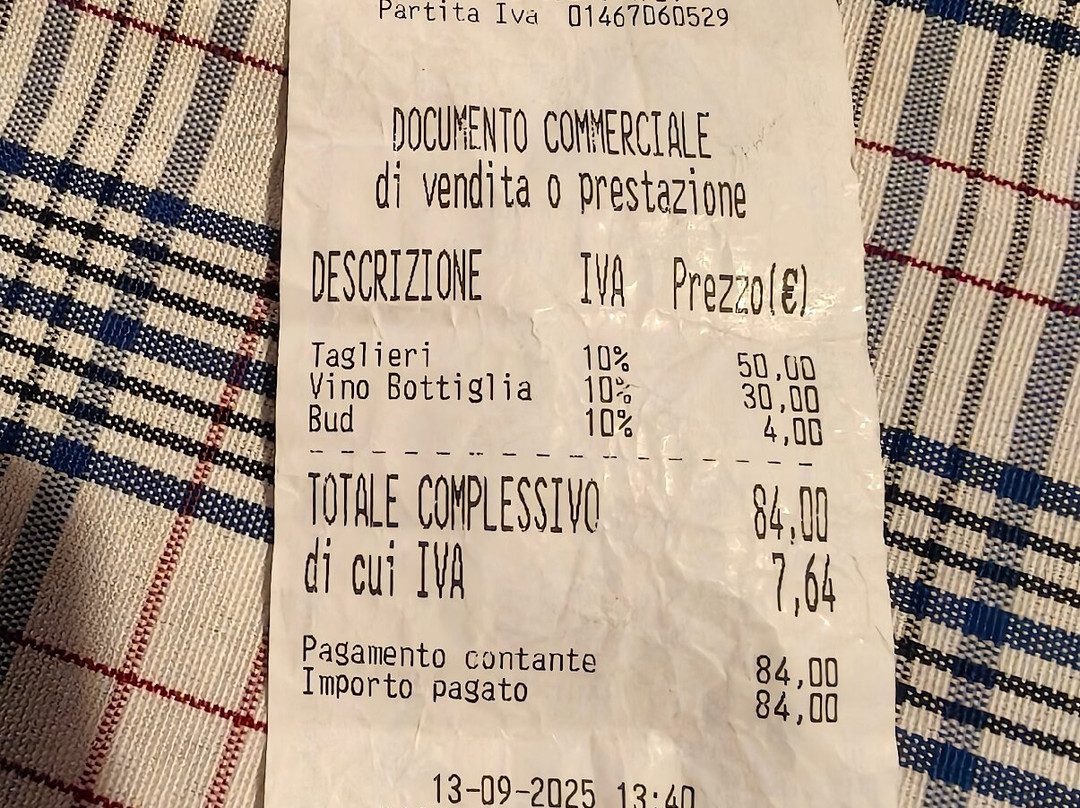 Partita Iva 01467060529
DOCUMENTO COMMERCIALE
di vendita o prestazione
DESCRIZIONE IVA Prezzo(€)
Taglieri 10% 50,00
Vino Bottiglia 10% 30,00
Bud 10% 4,00
TOTALE COMPLESSIVO 84,00
di cui IVA 7,64
Pagamento contante 84,00
Importo pagato 84,00
13-09-2025 13:40